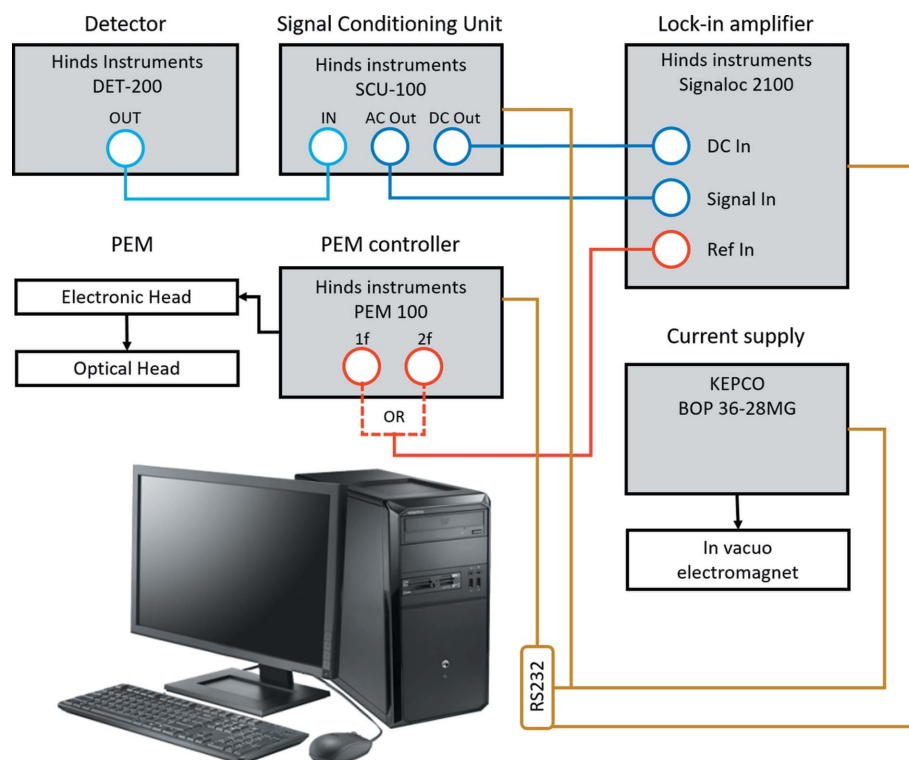 Detector
Hinds Instruments
DET-200
OUT
Signal Conditioning Unit
Hinds instruments
SCU-100
IN
AC Out
DC Out
Lock-in amplifier
Hinds instruments
Signaloc 2100
DC In
Signal In
Ref In
PEM
Electronic Head
Optical Head
PEM controller
Hinds instruments
PEM 100
1f
2f
OR
Current supply
KEPCO
BOP 36-28MG
In vacuo
electromagnet
RS232